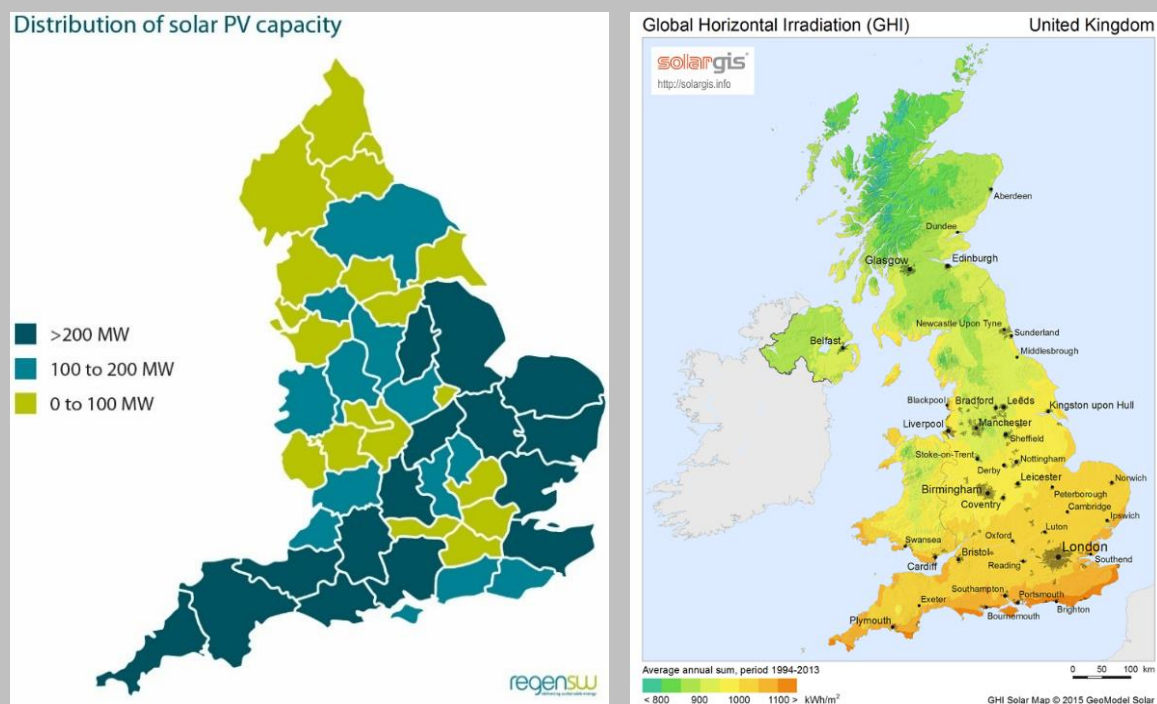 Distribution of solar PV capacity
>200 MW
100 to 200 MW
0 to 100 MW
regensw
delivering sustainable energy
Global Horizontal Irradiation (GHI) United Kingdom
solargis
http://solargis.info
Aberdeen
Dundee
Glasgow
Edinburgh
Newcastle Upon Tyne
Sunderland
Belfast
Middlesbrough
Blackpool
Bradford
Leeds
Kingston upon Hull
Liverpool
Manchester
Sheffield
Stoke-on-Trent
Nottingham
Derby
Norwich
Leicester
Birmingham
Peterborough
Coventry
Cambridge
Ipswich
Luton
Swansea
Oxford
London
Cardiff
Bristol
Southend
Reading
Southampton
Portsmouth
Exeter
Brighton
Bournemouth
Plymouth
Average annual sum, period 1994-2013
0 50 100 km
< 800 900 1000 1100 > kWh/m²
GHI Solar Map © 2015 GeoModel Solar